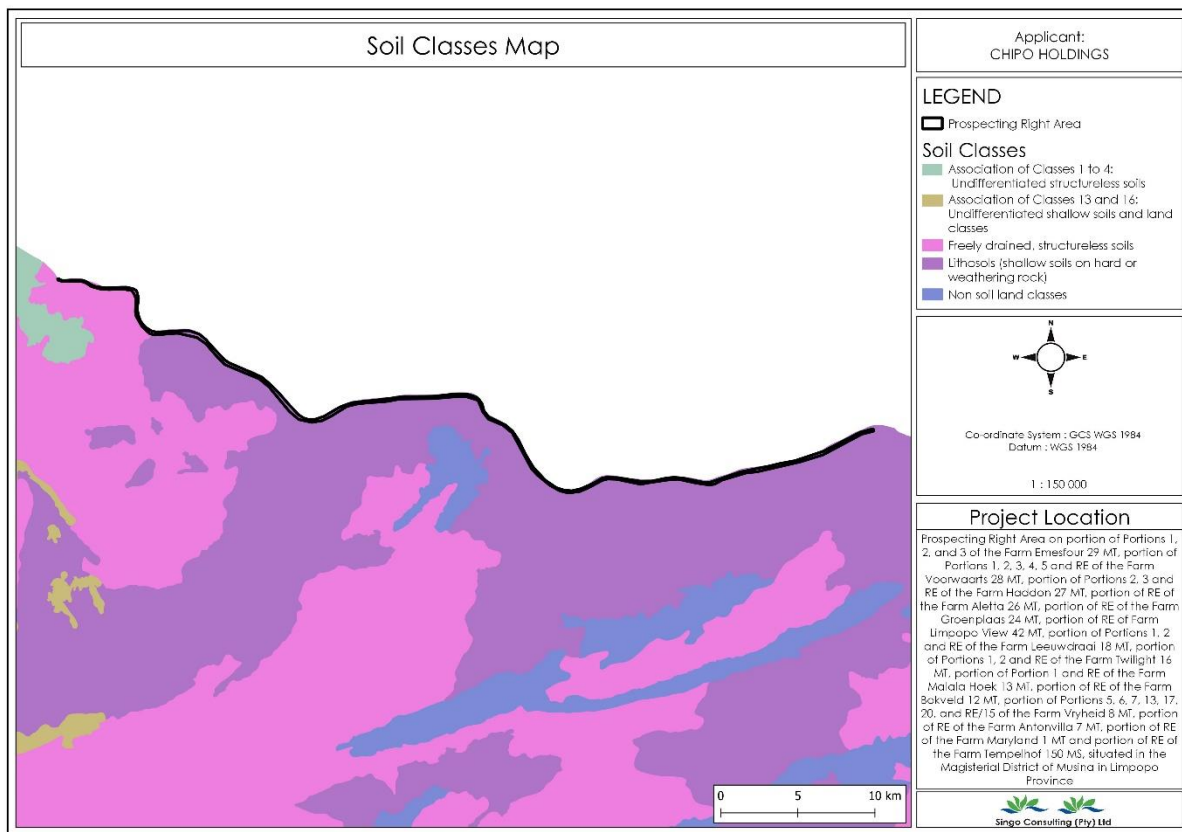 Soil Classes Map
Applicant:
CHIPO HOLDINGS
LEGEND
Prospecting Right Area
Soil Classes
Association of Classes 1 to 4:
Undifferentiated structureless soils
Association of Classes 13 and 16:
Undifferentiated shallow soils and land
classes
Freely drained, structureless soils
Lithosols (shallow soils on hard or
weathering rock)
Non soil land classes
N
W E
S
Co-ordinate System : GCS WGS 1984
Datum : WGS 1984
1 : 150 000
Project Location
Prospecting Right Area on portion of Portions 1,
2, and 3 of the Farm Emesfour 29 MT, portion of
Portions 1, 2, 3, 4, 5 and RE of the Farm
Voorwaarts 28 MT, portion of Portions 2, 3 and
RE of the Farm Haddon 27 MT, portion of RE of
the Farm Aletta 26 MT, portion of RE of the Farm
Groenplaas 24 MT, portion of RE of Farm
Limpopo View 42 MT, portion of Portions 1, 2
and RE of the Farm Leeuwdraai 18 MT, portion
of Portions 1, 2 and RE of the Farm Twilight 16
MT, portion of Portion 1 and RE of the Farm
Malala Hoek 13 MT, portion of RE of the Farm
Bokveld 12 MT, portion of Portions 5, 6, 7, 13, 17,
20, and RE/15 of the Farm Vryheid 8 MT, portion
of RE of the Farm Antonvilla 7 MT, portion of RE
of the Farm Maryland 1 MT and portion of RE of
the Farm Tempelhof 150 MS, situated in the
Magisterial District of Musina in Limpopo
Province
0 5 10 km
Singo Consulting (Pty) Ltd